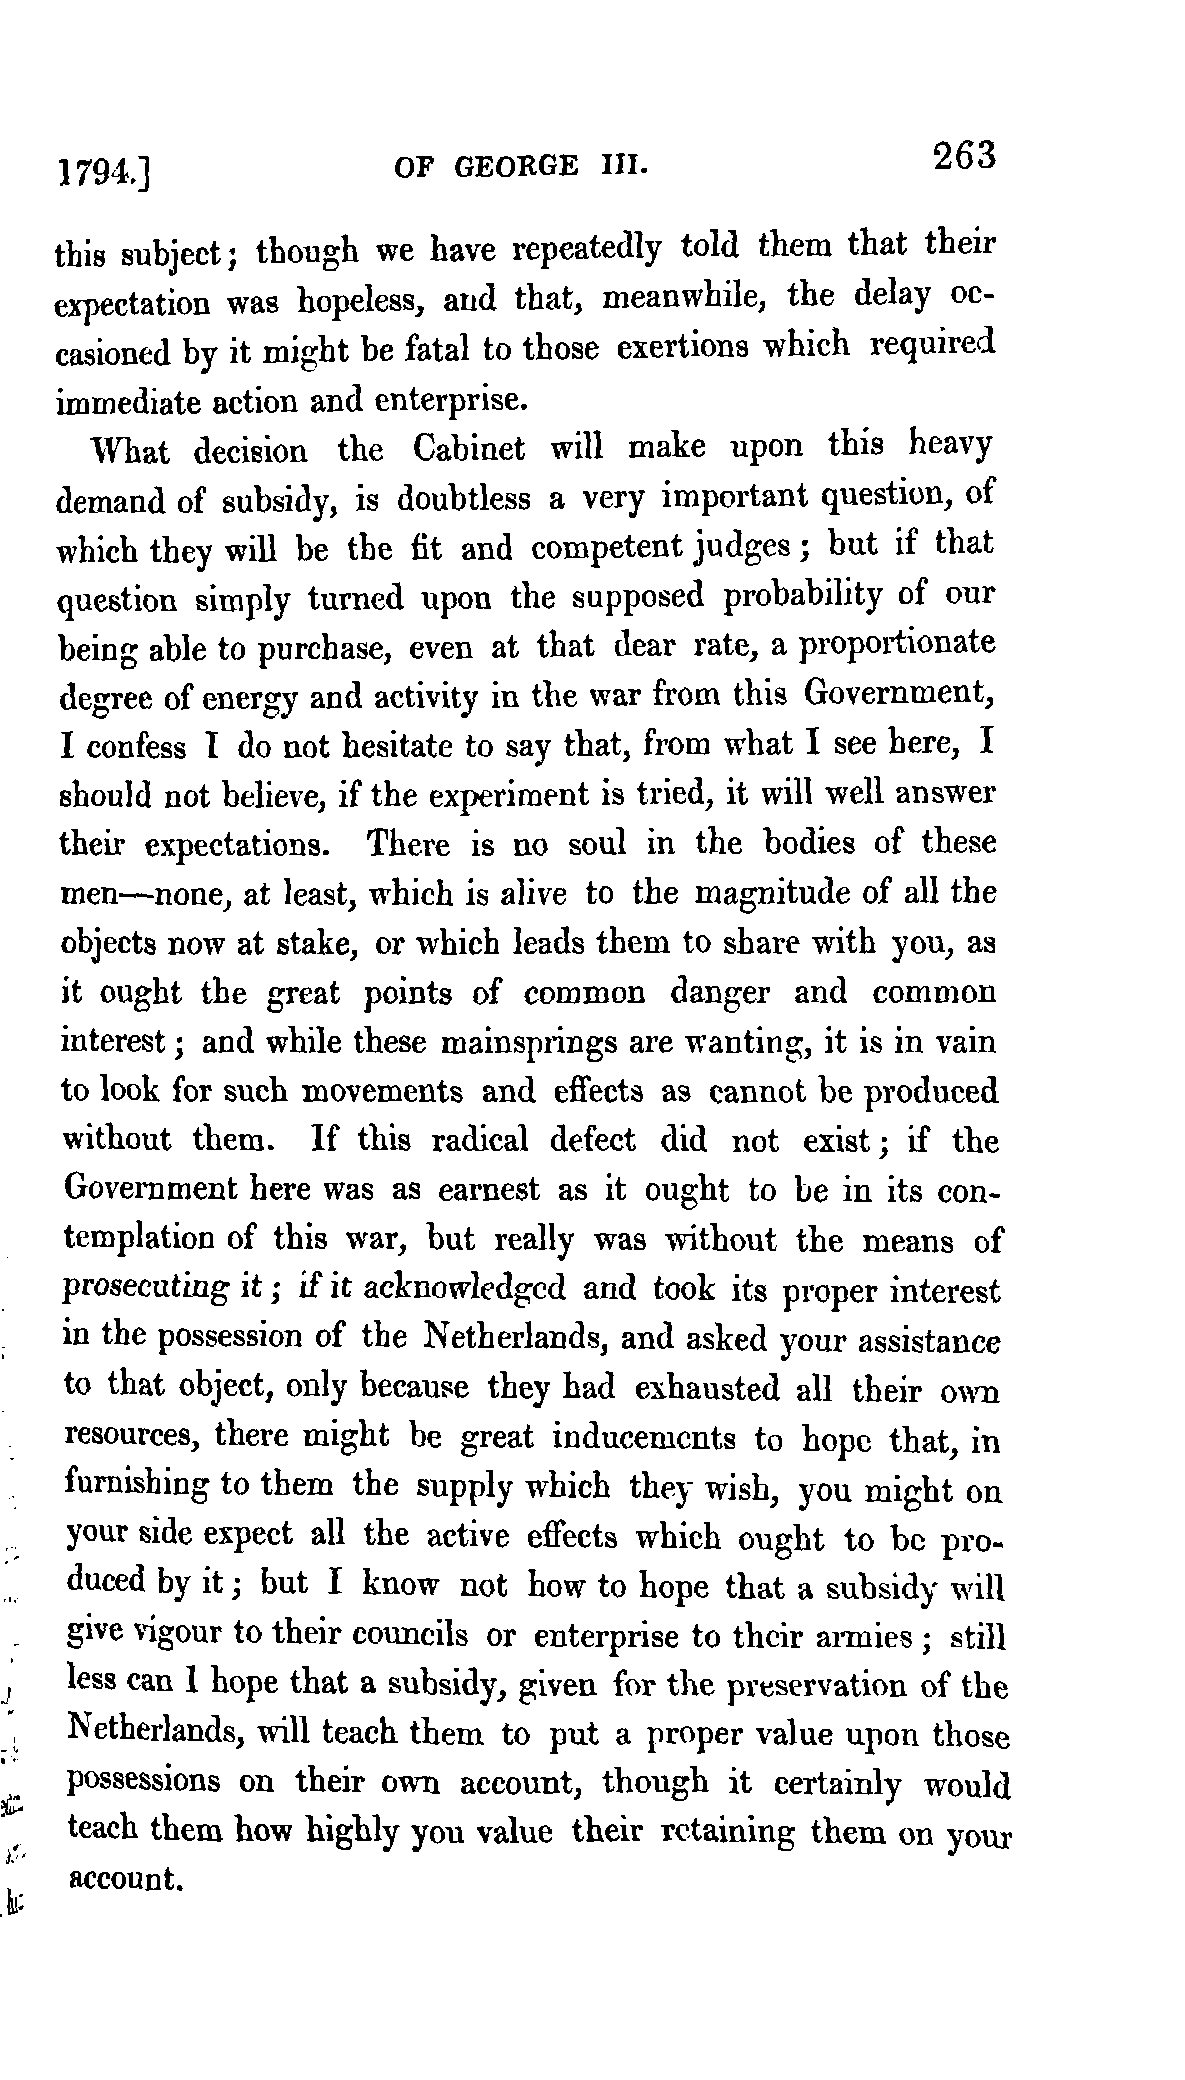 1794.] OF GEORGE III. 263
this subject; though we have repeatedly told them that their
expectation was hopeless, and that, meanwhile, the delay oc-
casioned by it might be fatal to those exertions which required
immediate action and enterprise.
What decision the Cabinet will make upon this heavy
demand of subsidy, is doubtless a very important question, of
which they will be the fit and competent judges; but if that
question simply turned upon the supposed probability of our
being able to purchase, even at that dear rate, a proportionate
degree of energy and activity in the war from this Government,
I confess I do not hesitate to say that, from what I see here, I
should not believe, if the experiment is tried, it will well answer
their expectations. There is no soul in the bodies of these
men—none, at least, which is alive to the magnitude of all the
objects now at stake, or which leads them to share with you, as
it ought the great points of common danger and common
interest; and while these mainsprings are wanting, it is in vain
to look for such movements and effects as cannot be produced
without them. If this radical defect did not exist; if the
Government here was as earnest as it ought to be in its con-
templation of this war, but really was without the means of
prosecuting it; if it acknowledged and took its proper interest
in the possession of the Netherlands, and asked your assistance
to that object, only because they had exhausted all their own
resources, there might be great inducements to hope that, in
furnishing to them the supply which they wish, you might on
your side expect all the active effects which ought to be pro-
duced by it; but I know not how to hope that a subsidy will
give vigour to their councils or enterprise to their armies; still
less can I hope that a subsidy, given for the preservation of the
Netherlands, will teach them to put a proper value upon those
possessions on their own account, though it certainly would
teach them how highly you value their retaining them on your
account.